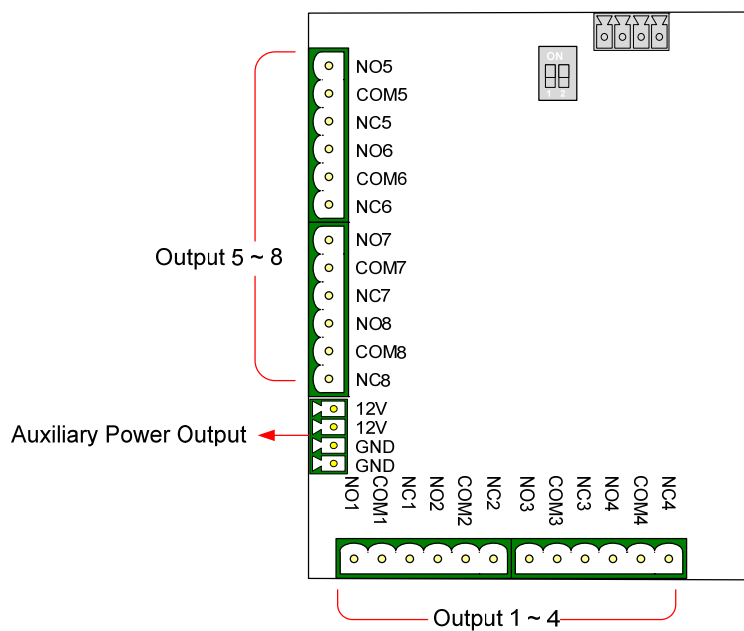 ON
1 2
NO5
COM5
NC5
NO6
COM6
NC6
NO7
COM7
NC7
NO8
COM8
NC8
Output 5 ~ 8
12V
12V
GND
GND
Auxiliary Power Output
NO1 COM1 NC1 NO2 COM2 NC2 NO3 COM3 NC3 NO4 COM4 NC4
Output 1 ~ 4